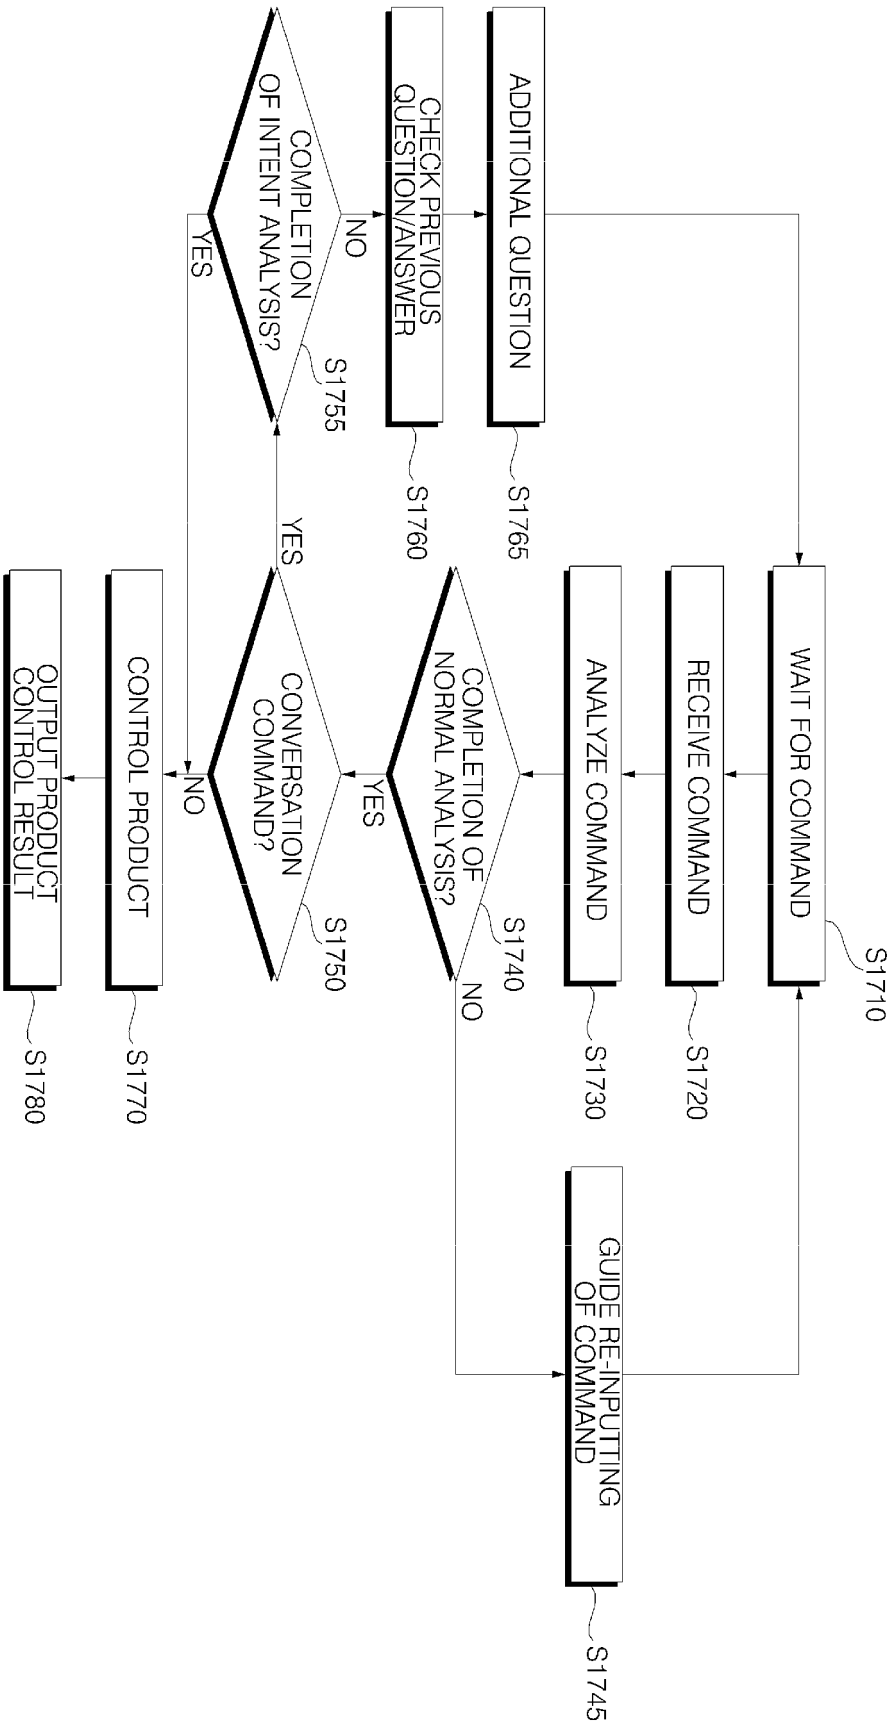 WAIT FOR COMMAND
S1710
RECEIVE COMMAND
S1720
ANALYZE COMMAND
S1730
COMPLETION OF
NORMAL ANALYSIS?
S1740
NO
YES
GUIDE RE-INPUTTING
OF COMMAND
S1745
CONVERSATION
COMMAND?
S1750
YES
NO
COMPLETION
OF INTENT ANALYSIS?
S1755
NO
YES
CHECK PREVIOUS
QUESTION/ANSWER
S1760
ADDITIONAL QUESTION
S1765
CONTROL PRODUCT
S1770
OUTPUT PRODUCT
CONTROL RESULT
S1780